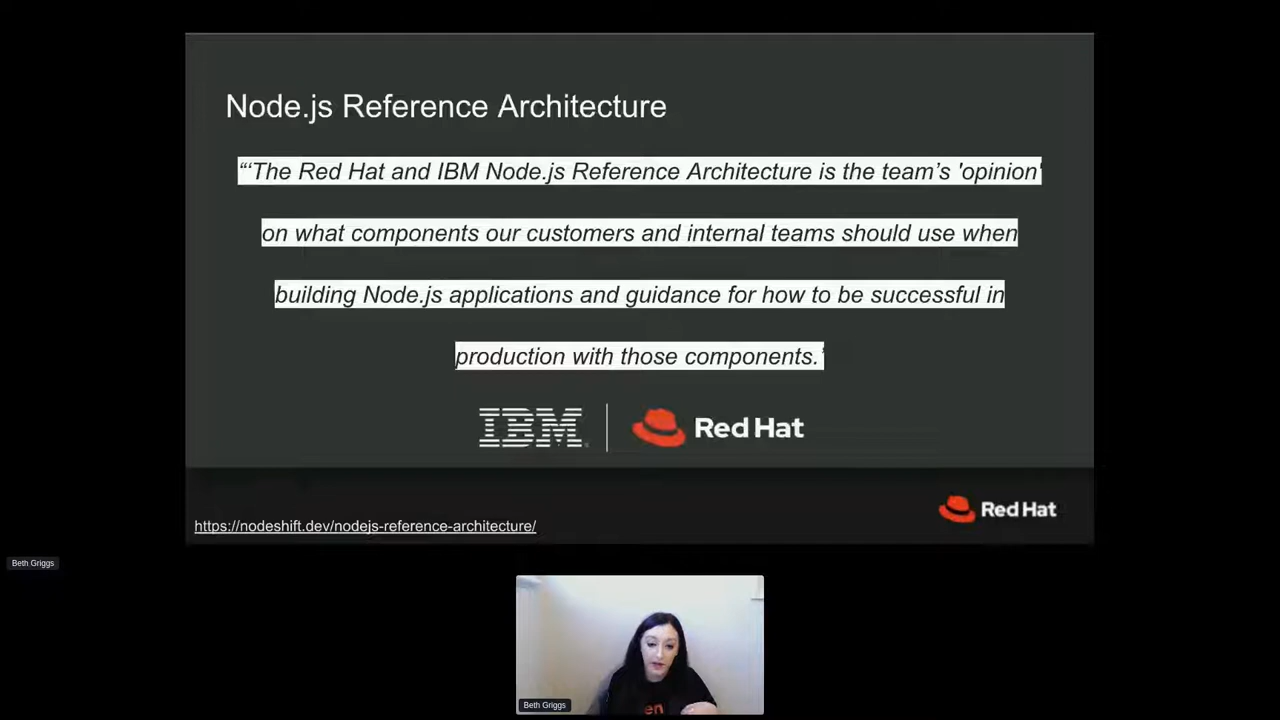 Node.js Reference Architecture
“‘The Red Hat and IBM Node.js Reference Architecture is the team’s 'opinion'
on what components our customers and internal teams should use when
building Node.js applications and guidance for how to be successful in
production with those components.’
IBM
Red Hat
Red Hat
https://nodeshift.dev/nodejs-reference-architecture/
Beth Griggs
Beth Griggs